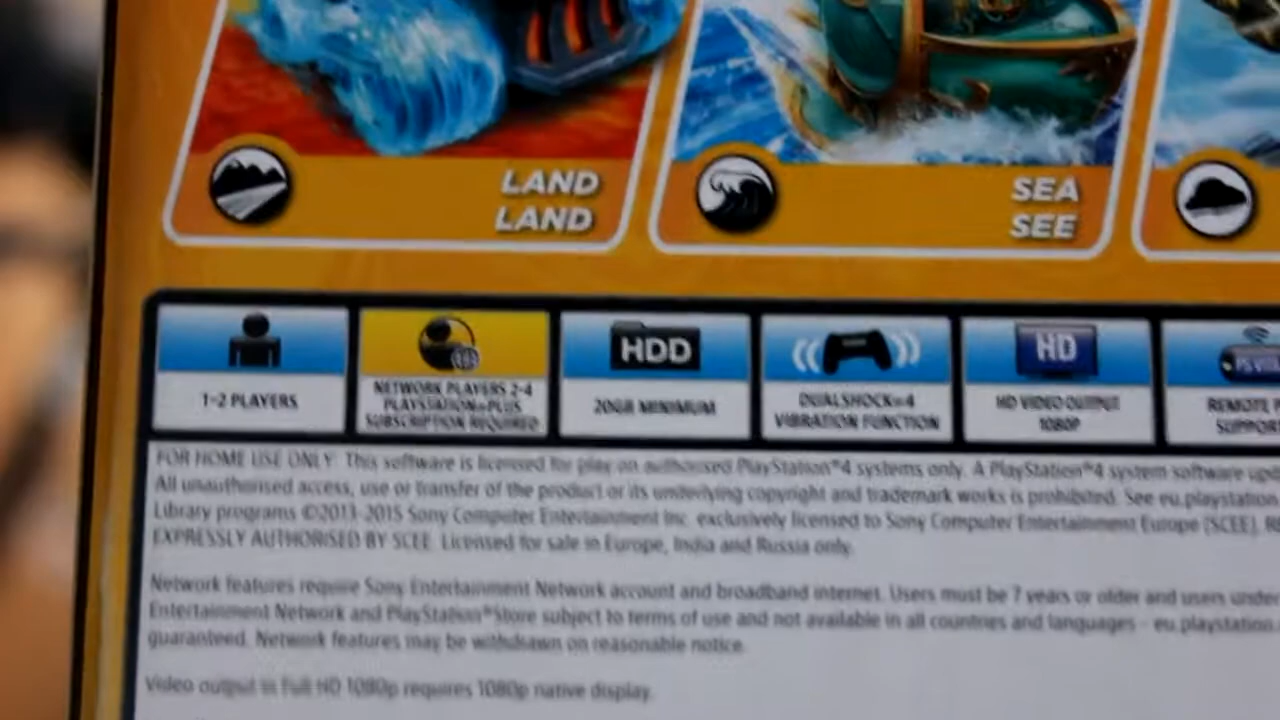 LAND
LAND
SEA
SEE
HDD
HD
1-2 PLAYERS
NETWORK PLAYERS 2-4
PLAYSTATION®PLUS
SUBSCRIPTION REQUIRED
20GB MINIMUM
DUALSHOCK®4
VIBRATION FUNCTION
HD VIDEO OUTPUT
1080P
REMOTE
FOR HOME USE ONLY: This software is licensed for play on authorised PlayStation®4 systems only. A PlayStation®4 system software
All unauthorised access, use or transfer of the product or its underlying copyright and trademark works is prohibited. See eu.playstation.
Library programs ©2013-2015 Sony Computer Entertainment Inc. exclusively licensed to Sony Computer Entertainment Europe (SCEE).
EXPRESSLY AUTHORISED BY SCEE. Licensed for sale in Europe, India and Russia only.
Network features require Sony Entertainment Network account and broadband internet. Users must be 7 years or older and users under
Entertainment Network and PlayStation®Store subject to terms of use and not available in all countries and languages - eu.playstation.
guaranteed. Network features may be withdrawn on reasonable notice.
Video output in Full HD 1080p requires 1080p native display.